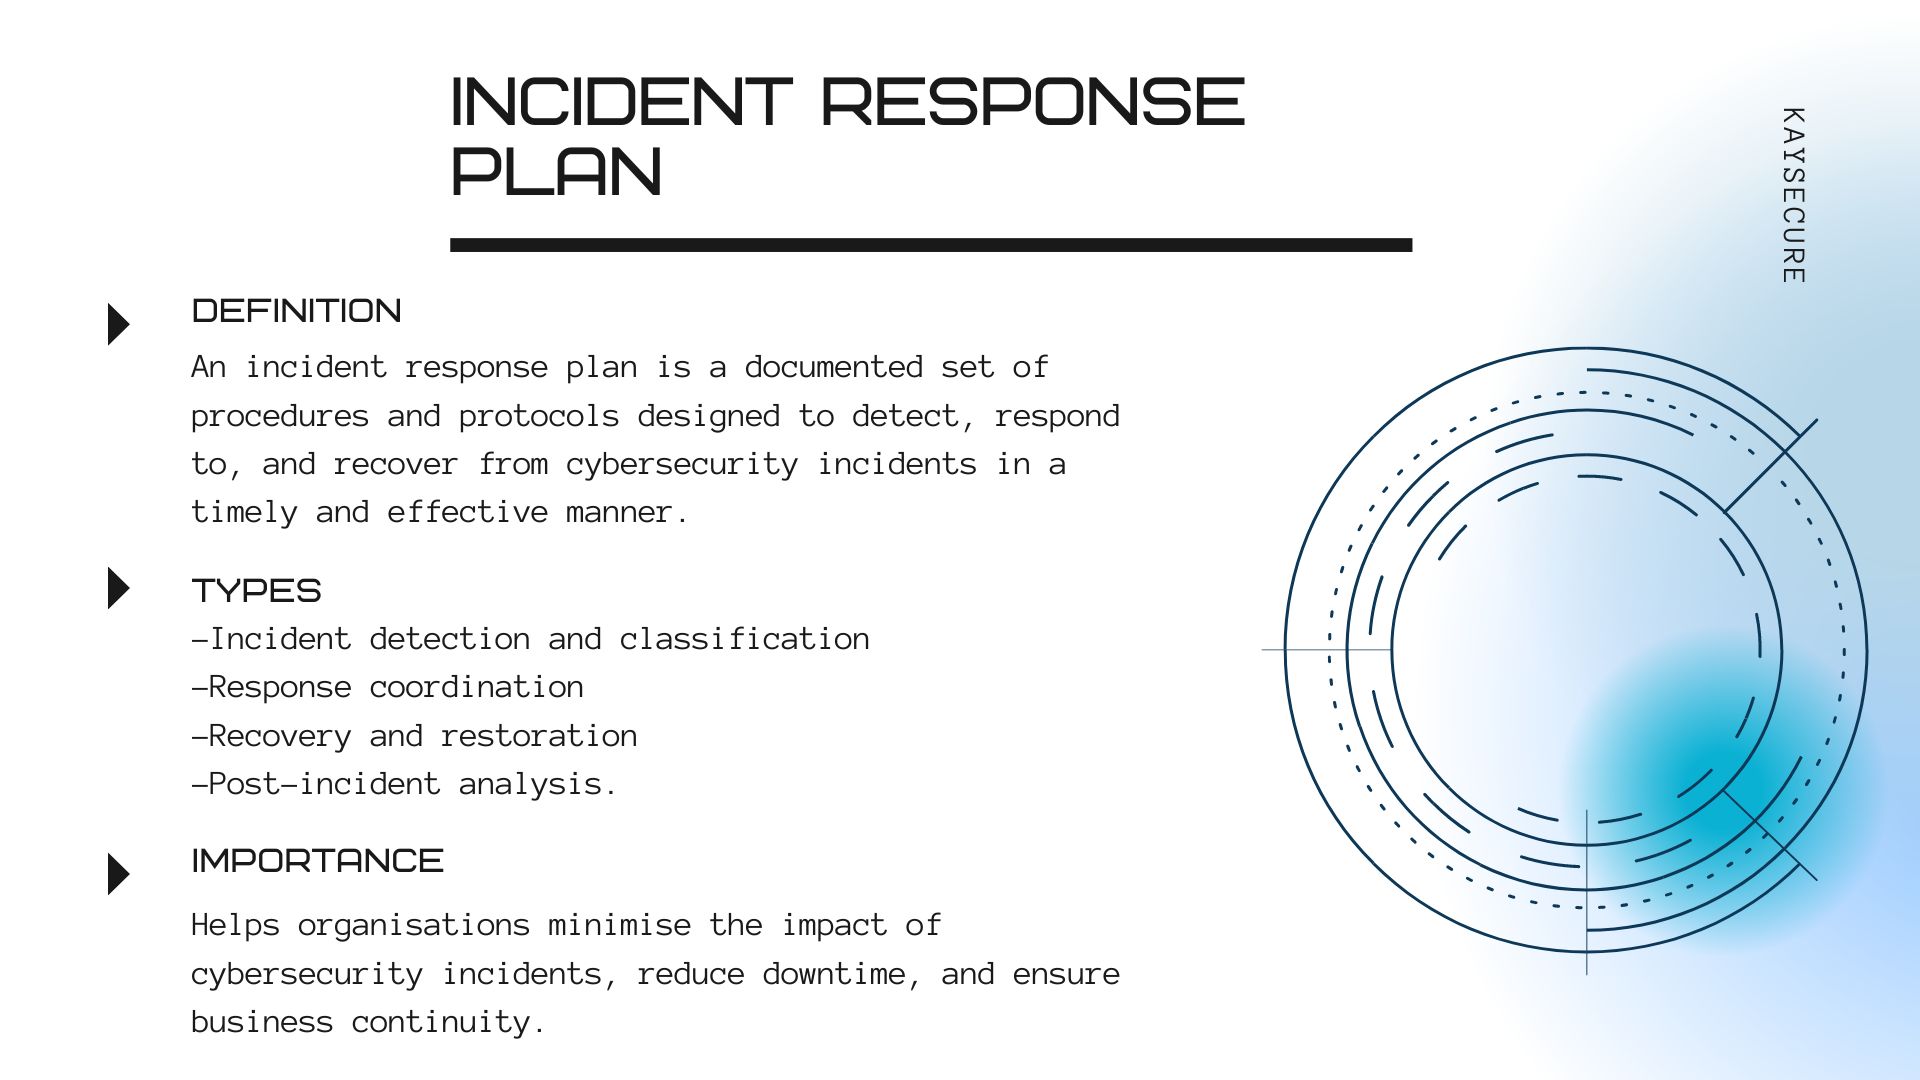 INCIDENT RESPONSE
PLAN
KAYSECURE
DEFINITION
An incident response plan is a documented set of
procedures and protocols designed to detect, respond
to, and recover from cybersecurity incidents in a
timely and effective manner.
TYPES
-Incident detection and classification
-Response coordination
-Recovery and restoration
-Post-incident analysis.
IMPORTANCE
Helps organisations minimise the impact of
cybersecurity incidents, reduce downtime, and ensure
business continuity.